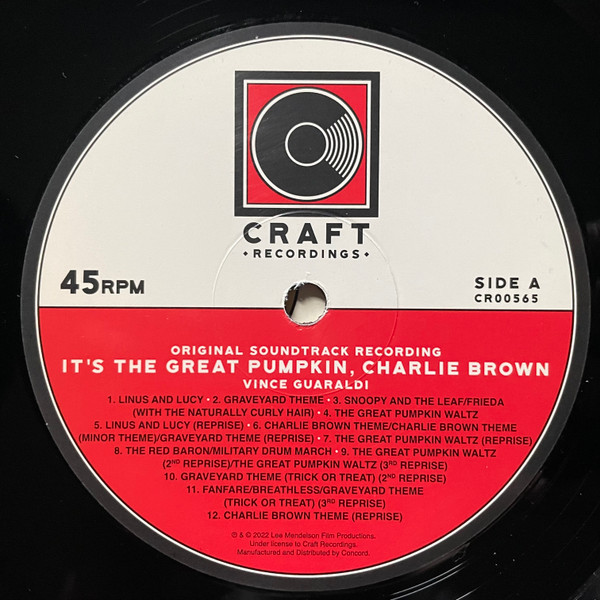 CRAFT
• RECORDINGS •
45RPM
SIDE A
CR00565
ORIGINAL SOUNDTRACK RECORDING
IT'S THE GREAT PUMPKIN, CHARLIE BROWN
VINCE GUARALDI
1. LINUS AND LUCY • 2. GRAVEYARD THEME • 3. SNOOPY AND THE LEAF/FRIEDA
(WITH THE NATURALLY CURLY HAIR) • 4. THE GREAT PUMPKIN WALTZ
5. LINUS AND LUCY (REPRISE) • 6. CHARLIE BROWN THEME/CHARLIE BROWN THEME
(MINOR THEME)/GRAVEYARD THEME (REPRISE) • 7. THE GREAT PUMPKIN WALTZ (REPRISE)
8. THE RED BARON/MILITARY DRUM MARCH • 9. THE GREAT PUMPKIN WALTZ
(2ND REPRISE)/THE GREAT PUMPKIN WALTZ (3RD REPRISE)
10. GRAVEYARD THEME (TRICK OR TREAT) (2ND REPRISE)
11. FANFARE/BREATHLESS/GRAVEYARD THEME
(TRICK OR TREAT) (3RD REPRISE)
12. CHARLIE BROWN THEME (REPRISE)
℗ & © 2022 Lee Mendelson Film Productions.
Under license to Craft Recordings.
Manufactured and Distributed by Concord.